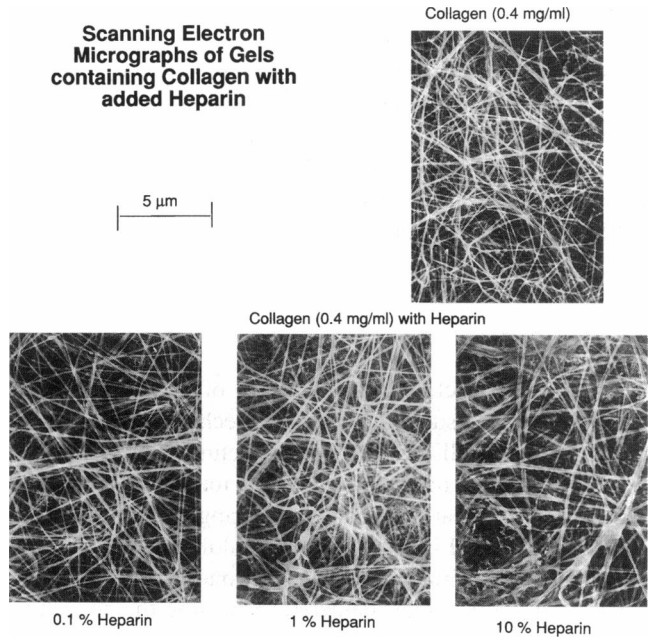 Scanning Electron
Micrographs of Gels
containing Collagen with
added Heparin
Collagen (0.4 mg/ml)
5 μm
Collagen (0.4 mg/ml) with Heparin
0.1 % Heparin
1 % Heparin
10 % Heparin